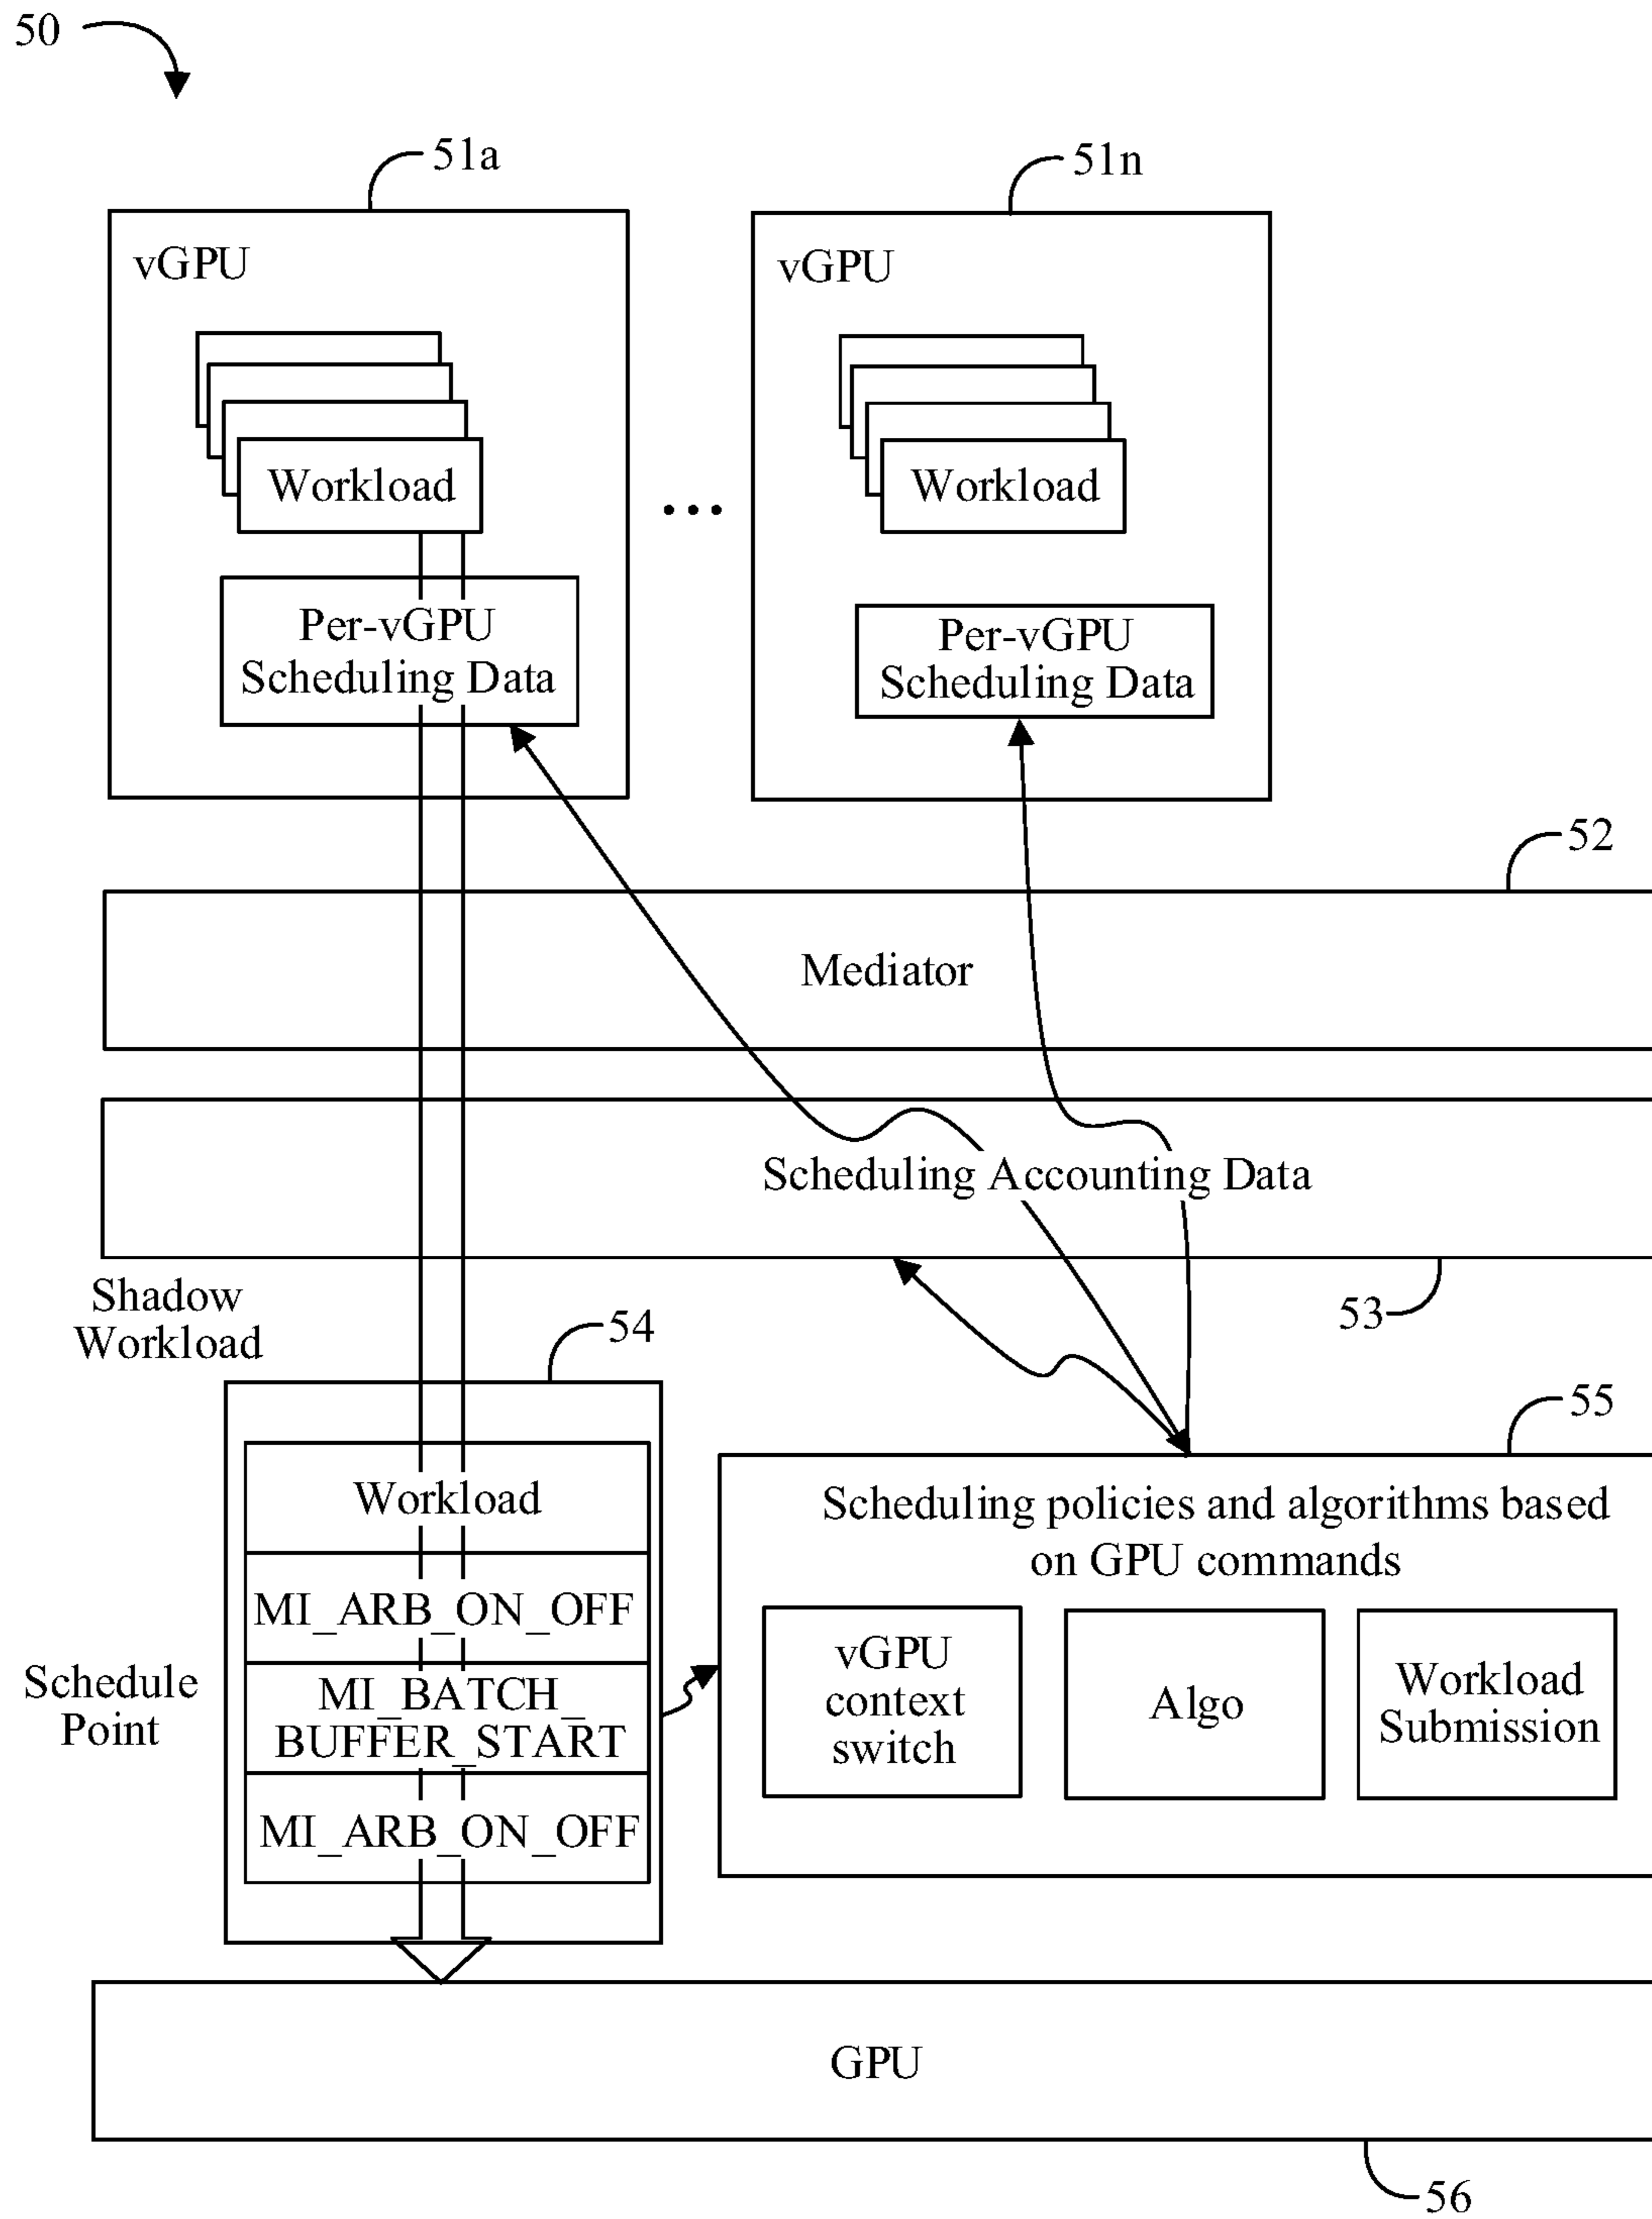 50
51a
51n
vGPU
vGPU
Workload
Workload
...
Per-vGPU
Scheduling Data
Per-vGPU
Scheduling Data
52
Mediator
Scheduling Accounting Data
53
Shadow
Workload
54
55
Workload
MI_ARB_ON_OFF
Schedule
Point
MI_BATCH_
BUFFER_START
MI_ARB_ON_OFF
Scheduling policies and algorithms based
on GPU commands
vGPU
context
switch
Algo
Workload
Submission
GPU
56